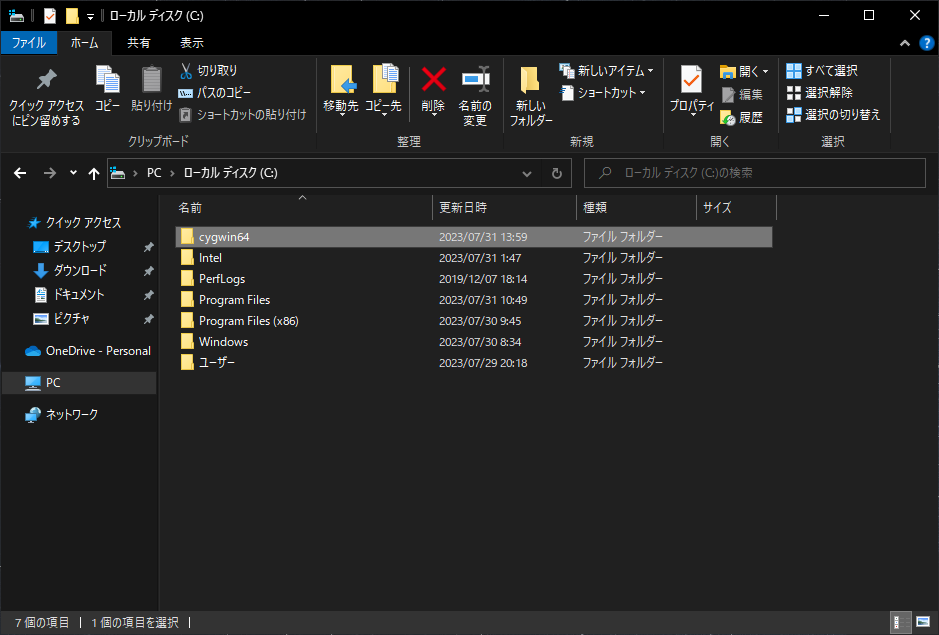 ローカル ディスク (C:)
ファイル ホーム 共有 表示
クイック アクセス
にピン留めする
コピー
貼り付け
切り取り
パスのコピー
ショートカットの貼り付け
クリップボード
移動先
コピー先
削除
名前の
変更
整理
新しい
フォルダー
新しいアイテム
ショートカット
新規
プロパティ
開く
編集
履歴
開く
すべて選択
選択解除
選択の切り替え
選択
PC › ローカル ディスク (C:)
ローカル ディスク (C:)の検索
クイック アクセス
デスクトップ
ダウンロード
ドキュメント
ピクチャ
OneDrive - Personal
PC
ネットワーク
名前 更新日時 種類 サイズ
cygwin64 2023/07/31 13:59 ファイル フォルダー
Intel 2023/07/31 1:47 ファイル フォルダー
PerfLogs 2019/12/07 18:14 ファイル フォルダー
Program Files 2023/07/31 10:49 ファイル フォルダー
Program Files (x86) 2023/07/30 9:45 ファイル フォルダー
Windows 2023/07/30 8:34 ファイル フォルダー
ユーザー 2023/07/29 20:18 ファイル フォルダー
7 個の項目 1 個の項目を選択